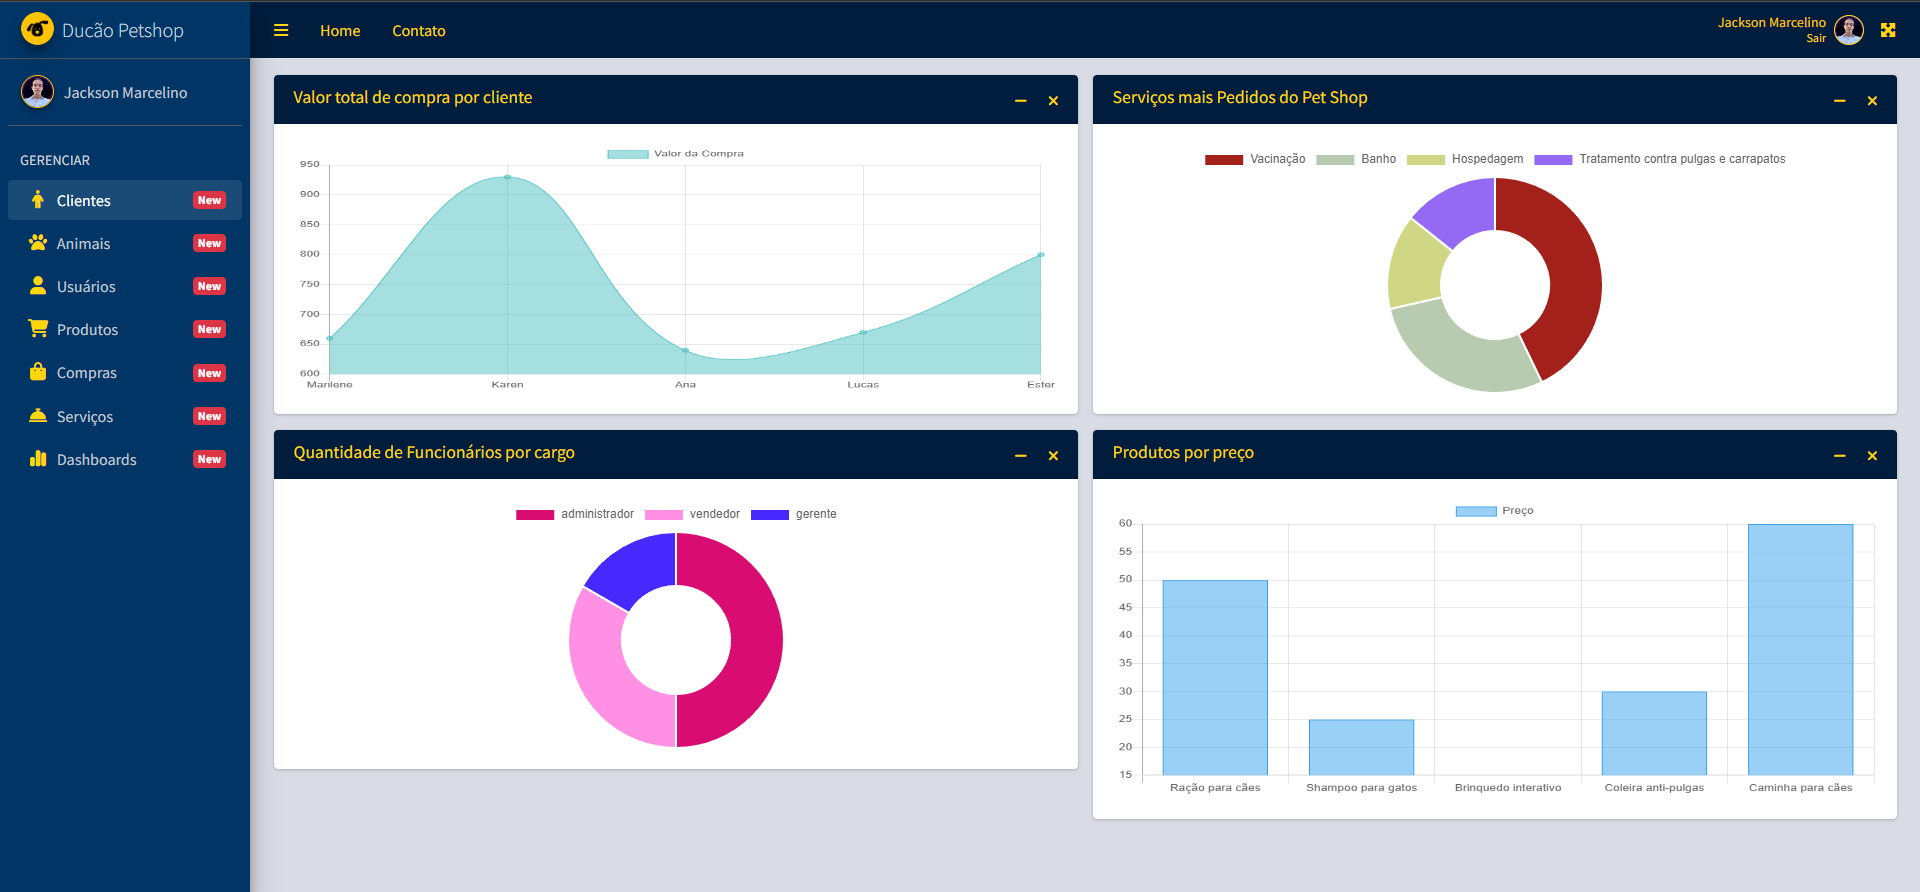 Ducão Petshop
Home
Contato
Jackson Marcelino
Sair
Jackson Marcelino
GERENCIAR
Clientes New
Animais New
Usuários New
Produtos New
Compras New
Serviços New
Dashboards New
Valor total de compra por cliente
Valor da Compra
950
900
850
800
750
700
650
600
Marilene Karen Ana Lucas Ester
Serviços mais Pedidos do Pet Shop
Vacinação Banho Hospedagem Tratamento contra pulgas e carrapatos
Quantidade de Funcionários por cargo
administrador vendedor gerente
Produtos por preço
Preço
60
55
50
45
40
35
30
25
20
15
Ração para cães Shampoo para gatos Brinquedo interativo Coleira anti-pulgas Caminha para cães